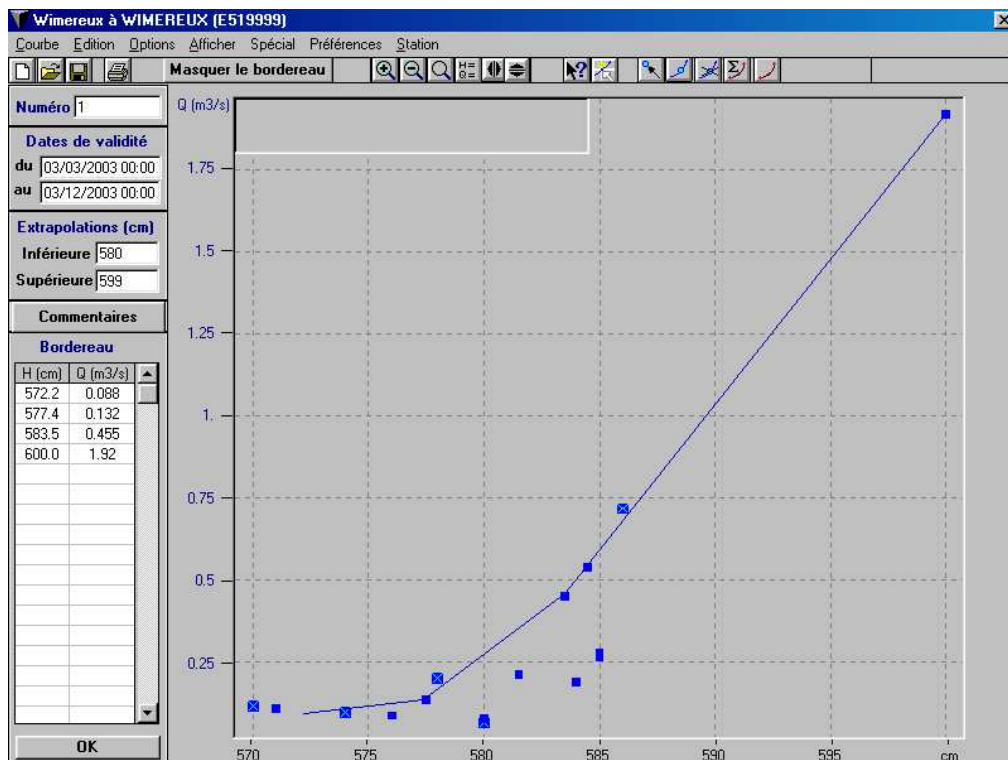 Wimereux à WIMEREUX (E519999)
Courbe Edition Options Afficher Spécial Préférences Station
Masquer le bordereau H= Q= ?
Numéro 1
Dates de validité
du 03/03/2003 00:00
au 03/12/2003 00:00
Extrapolations (cm)
Inférieure 580
Supérieure 599
Commentaires
Bordereau
H (cm) Q (m3/s)
572.2 0.088
577.4 0.132
583.5 0.455
600.0 1.92
OK
Q (m3/s)
1.75
1.5
1.25
1.
0.75
0.5
0.25
570 575 580 585 590 595 cm